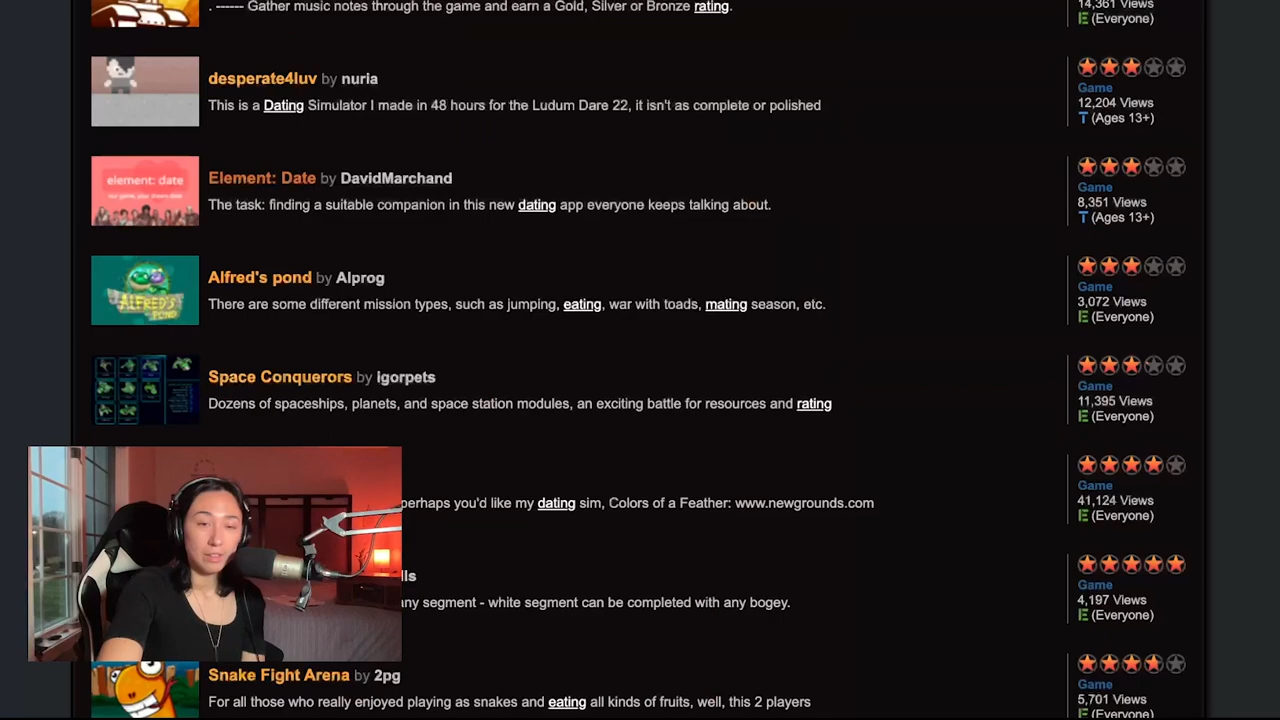 . ------ Gather music notes through the game and earn a Gold, Silver or Bronze rating.
14,361 Views
E (Everyone)
desperate4luv by nuria
This is a Dating Simulator I made in 48 hours for the Ludum Dare 22, it isn't as complete or polished
Game
12,204 Views
T (Ages 13+)
element: date
Element: Date by DavidMarchand
The task: finding a suitable companion in this new dating app everyone keeps talking about.
Game
8,351 Views
T (Ages 13+)
ALFRED'S
POND
Alfred's pond by Alprog
There are some different mission types, such as jumping, eating, war with toads, mating season, etc.
Game
3,072 Views
E (Everyone)
Space Conquerors by igorpets
Dozens of spaceships, planets, and space station modules, an exciting battle for resources and rating
Game
11,395 Views
E (Everyone)
perhaps you'd like my dating sim, Colors of a Feather: www.newgrounds.com
Game
41,124 Views
E (Everyone)
lls
any segment - white segment can be completed with any bogey.
Game
4,197 Views
E (Everyone)
Snake Fight Arena by 2pg
For all those who really enjoyed playing as snakes and eating all kinds of fruits, well, this 2 players
Game
5,701 Views
E (Everyone)